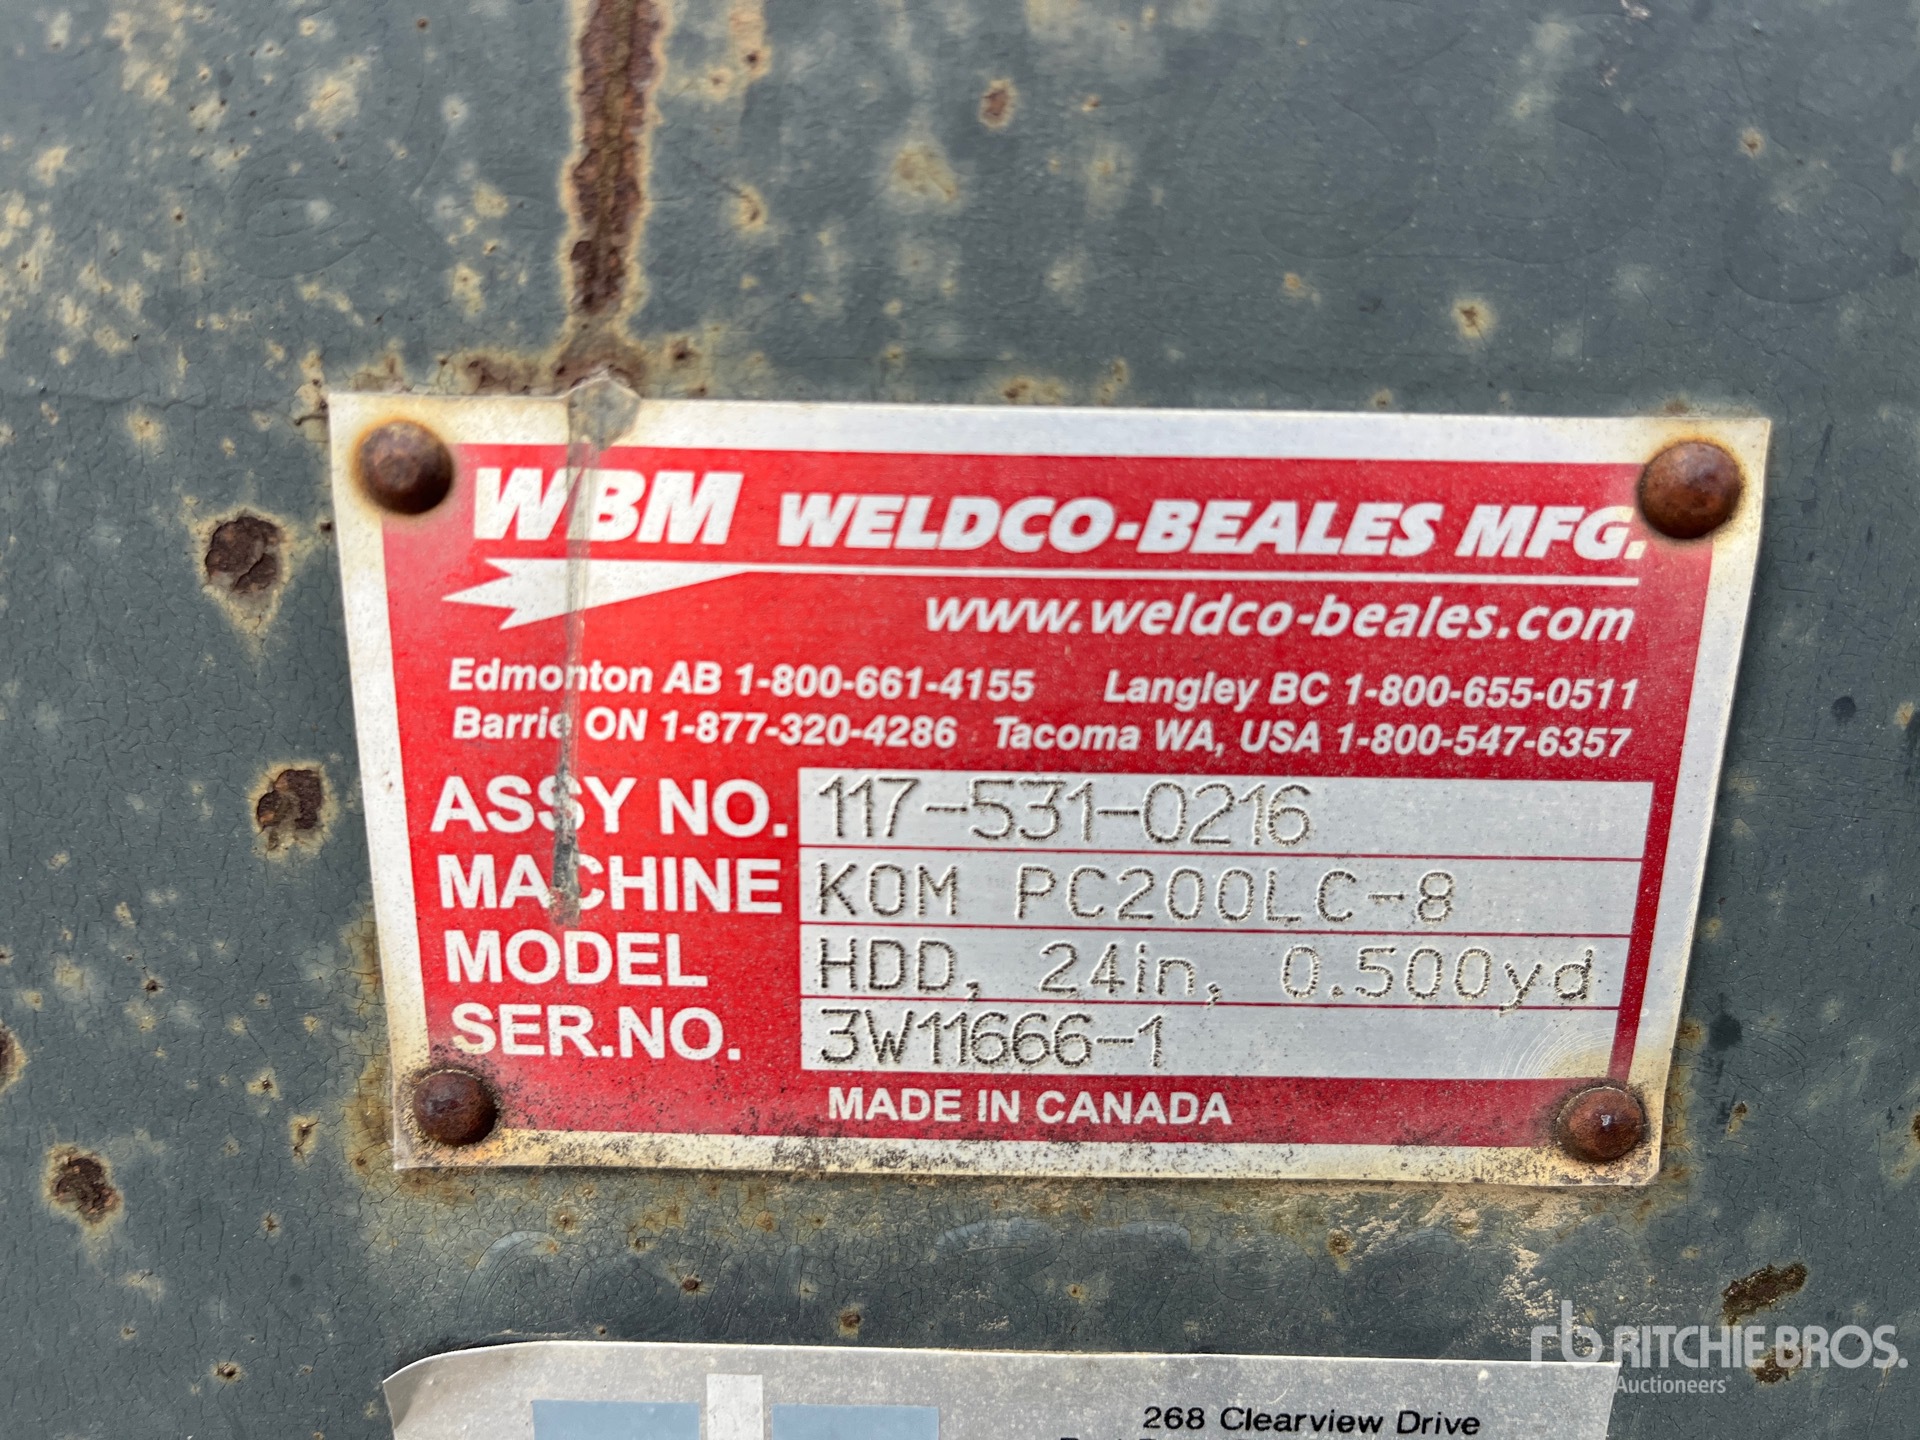 WBM WELDCO-BEALES MFG.
www.weldco-beales.com
Edmonton AB 1-800-661-4155 Langley BC 1-800-655-0511
Barrie ON 1-877-320-4286 Tacoma WA, USA 1-800-547-6357
ASSY NO. 117-531-0216
MACHINE KOM PC200LC-8
MODEL HDD, 24in, 0.500yd
SER.NO. 3W11666-1
MADE IN CANADA
rb RITCHIE BROS.
Auctioneers
268 Clearview Drive